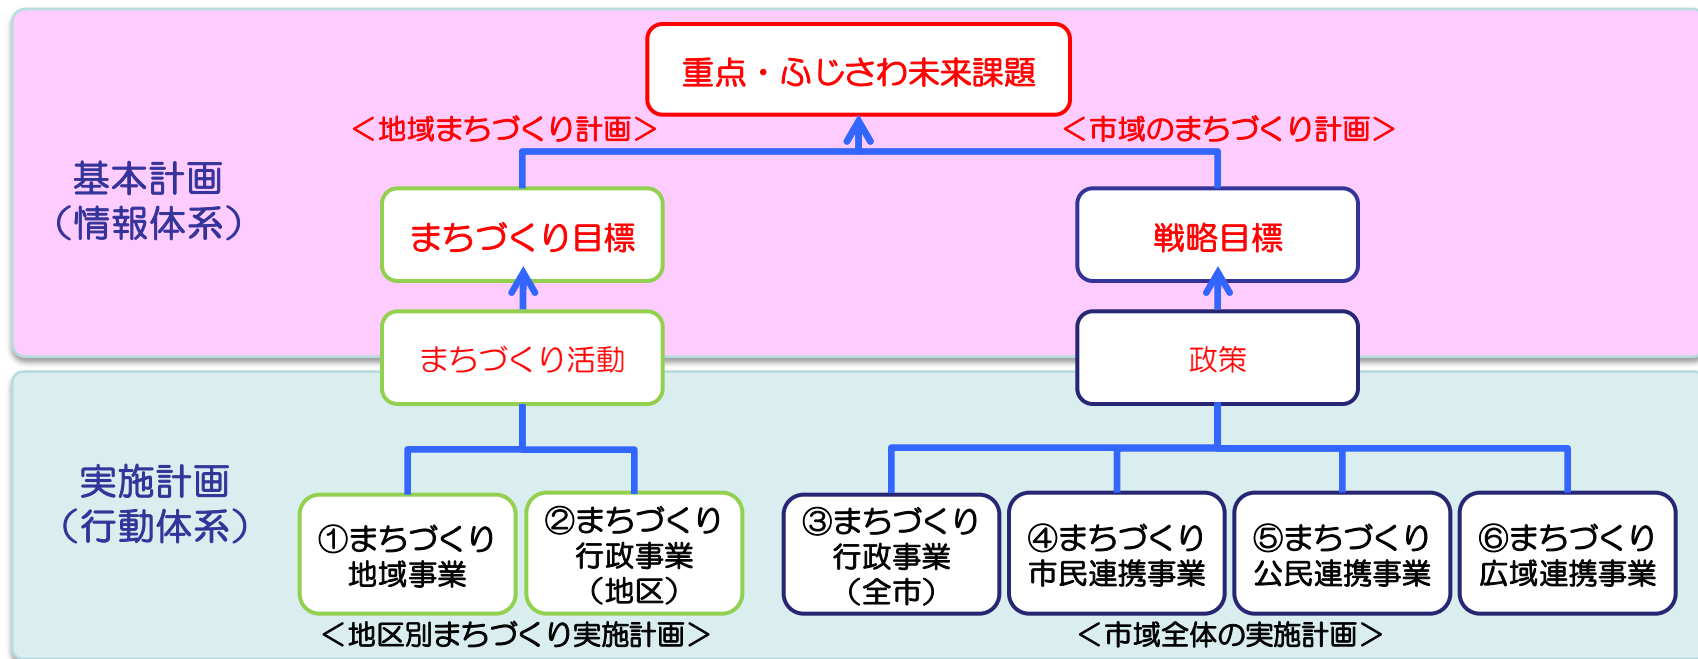 重点・ふじさわ未来課題
＜地域まちづくり計画＞
＜市域のまちづくり計画＞
基本計画
（情報体系）
まちづくり目標
戦略目標
まちづくり活動
政策
実施計画
（行動体系）
①まちづくり
地域事業
②まちづくり
行政事業
（地区）
③まちづくり
行政事業
（全市）
④まちづくり
市民連携事業
⑤まちづくり
公民連携事業
⑥まちづくり
広域連携事業
＜地区別まちづくり実施計画＞
＜市域全体の実施計画＞